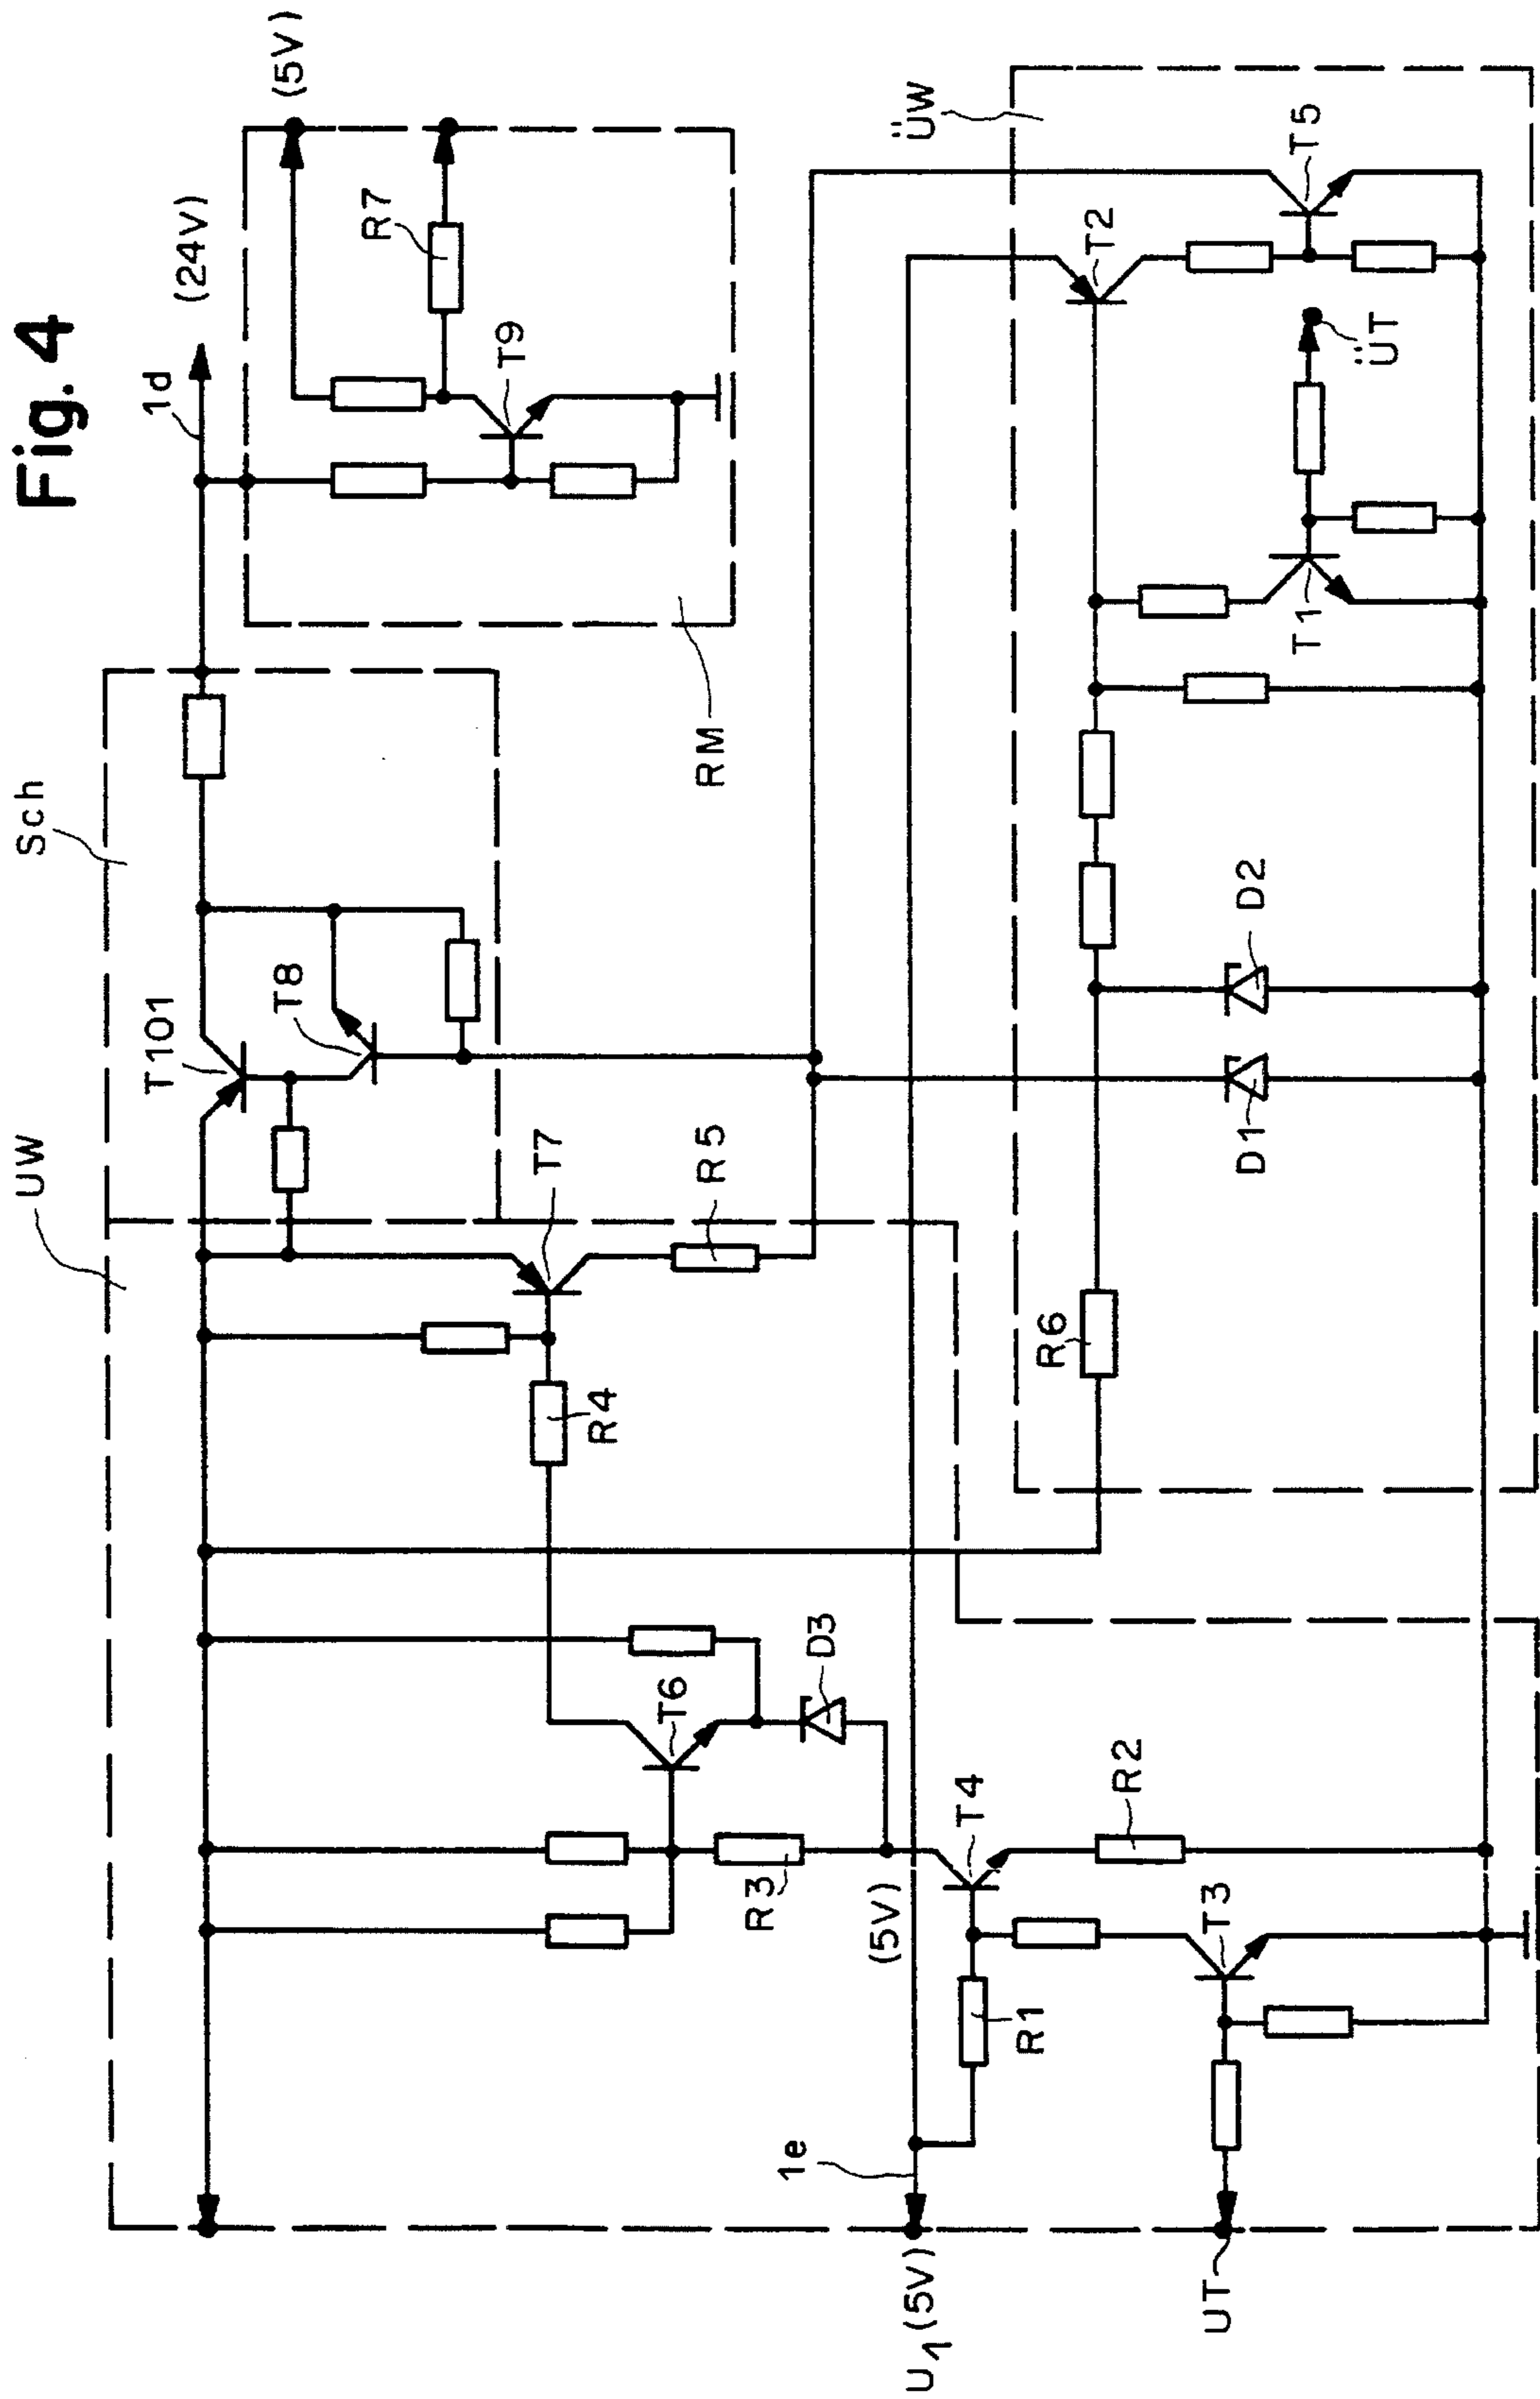 Fig. 4
UW
Sch
1d
(24V)
(5V)
T101
T8
R7
T9
RM
T7
R4
R5
T6
D3
R3
(5V)
1e
U1 (5V)
R1
T4
R2
T3
UT
R6
D1
D2
T1
ÜT
T2
T5
ÜW